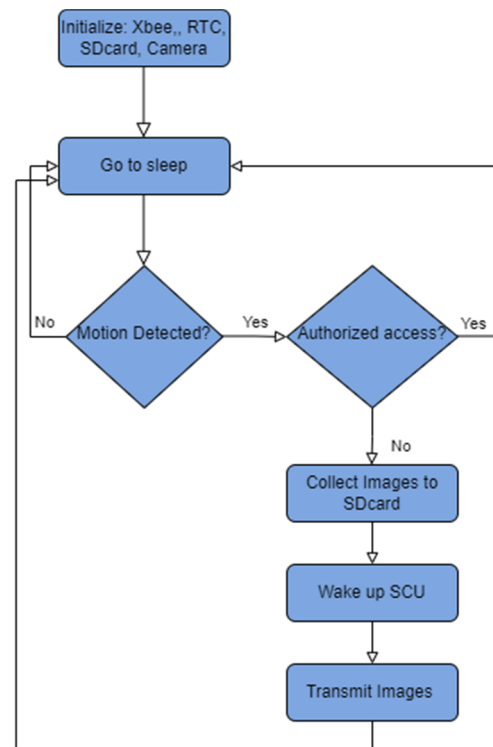 Initialize: Xbee,, RTC,
SDcard, Camera
Go to sleep
No
Motion Detected?
Yes
Authorized access?
Yes
No
Collect Images to
SDcard
Wake up SCU
Transmit Images